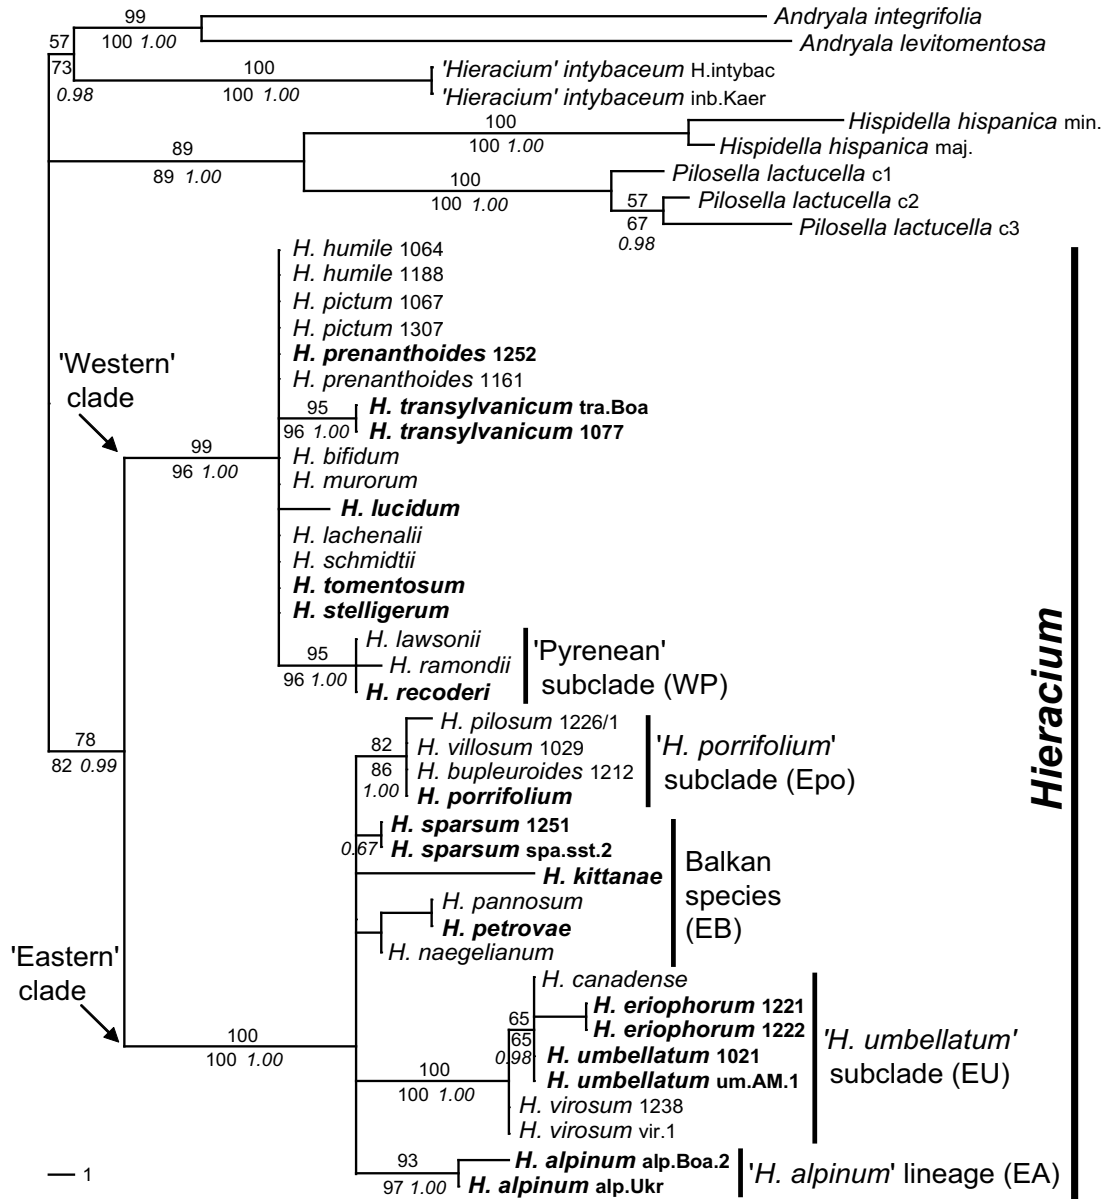 99
Andryala integrifolia
57
100 1.00
Andryala levitomentosa
73
100
'Hieracium' intybaceum H.intybac
0.98
100 1.00
'Hieracium' intybaceum inb.Kaer
100
Hispidella hispanica min.
89
100 1.00
Hispidella hispanica maj.
89 1.00
100
Pilosella lactucella c1
100 1.00
57
Pilosella lactucella c2
67
Pilosella lactucella c3
0.98
H. humile 1064
H. humile 1188
H. pictum 1067
H. pictum 1307
'Western'
clade
H. prenanthoides 1252
H. prenanthoides 1161
95
H. transylvanicum tra.Boa
96 1.00
H. transylvanicum 1077
99
H. bifidum
96 1.00
H. murorum
H. lucidum
H. lachenalii
H. schmidtii
H. tomentosum
H. stelligerum
H. lawsonii
95
H. ramondii
96 1.00
H. recoderi
'Pyrenean'
subclade (WP)
Hieracium
78
82 0.99
H. pilosum 1226/1
82
H. villosum 1029
86
H. bupleuroides 1212
1.00
H. porrifolium
'H. porrifolium'
subclade (Epo)
H. sparsum 1251
0.67
H. sparsum spa.sst.2
H. kittanae
H. pannosum
H. petrovae
H. naegelianum
Balkan
species
(EB)
'Eastern'
clade
100
100 1.00
H. canadense
H. eriophorum 1221
65
H. eriophorum 1222
65
0.98
H. umbellatum 1021
100
H. umbellatum um.AM.1
100 1.00
H. virosum 1238
H. virosum vir.1
'H. umbellatum'
subclade (EU)
93
H. alpinum alp.Boa.2
97 1.00
H. alpinum alp.Ukr
'H. alpinum' lineage (EA)
1